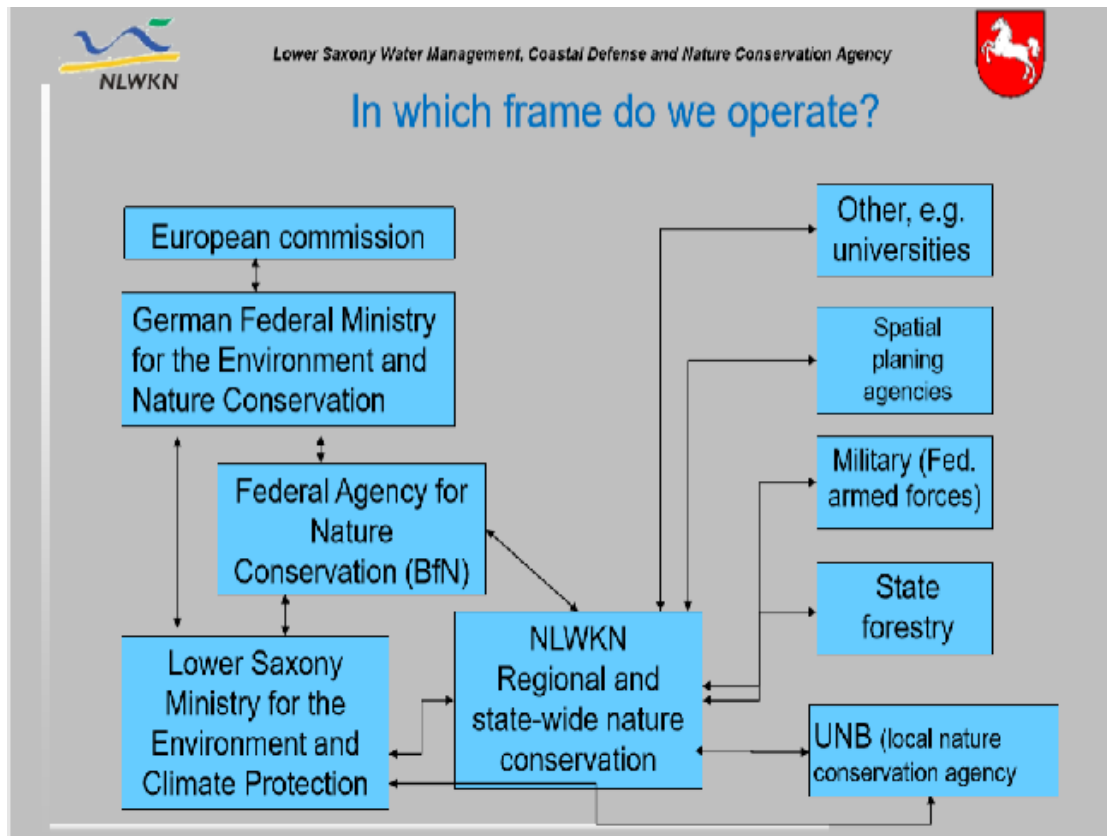 NLWKN
Lower Saxony Water Management, Coastal Defense and Nature Conservation Agency
In which frame do we operate?
European commission
German Federal Ministry
for the Environment and
Nature Conservation
Federal Agency for
Nature
Conservation (BfN)
Lower Saxony
Ministry for the
Environment and
Climate Protection
NLWKN
Regional and
state-wide nature
conservation
Other, e.g.
universities
Spatial
planing
agencies
Military (Fed.
armed forces)
State
forestry
UNB (local nature
conservation agency